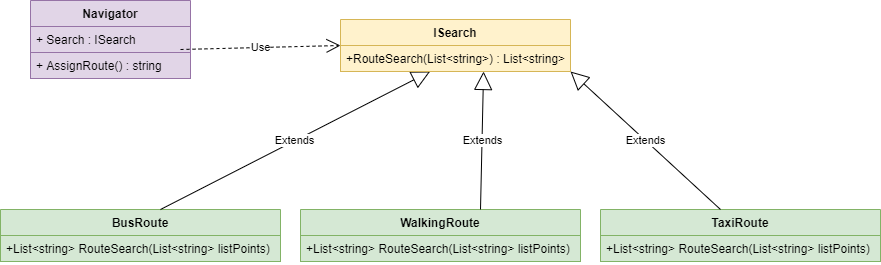 Navigator
+ Search : ISearch
+ AssignRoute() : string
Use
ISearch
+RouteSearch(List<string>) : List<string>
Extends
Extends
Extends
BusRoute
+List<string> RouteSearch(List<string> listPoints)
WalkingRoute
+List<string> RouteSearch(List<string> listPoints)
TaxiRoute
+List<string> RouteSearch(List<string> listPoints)